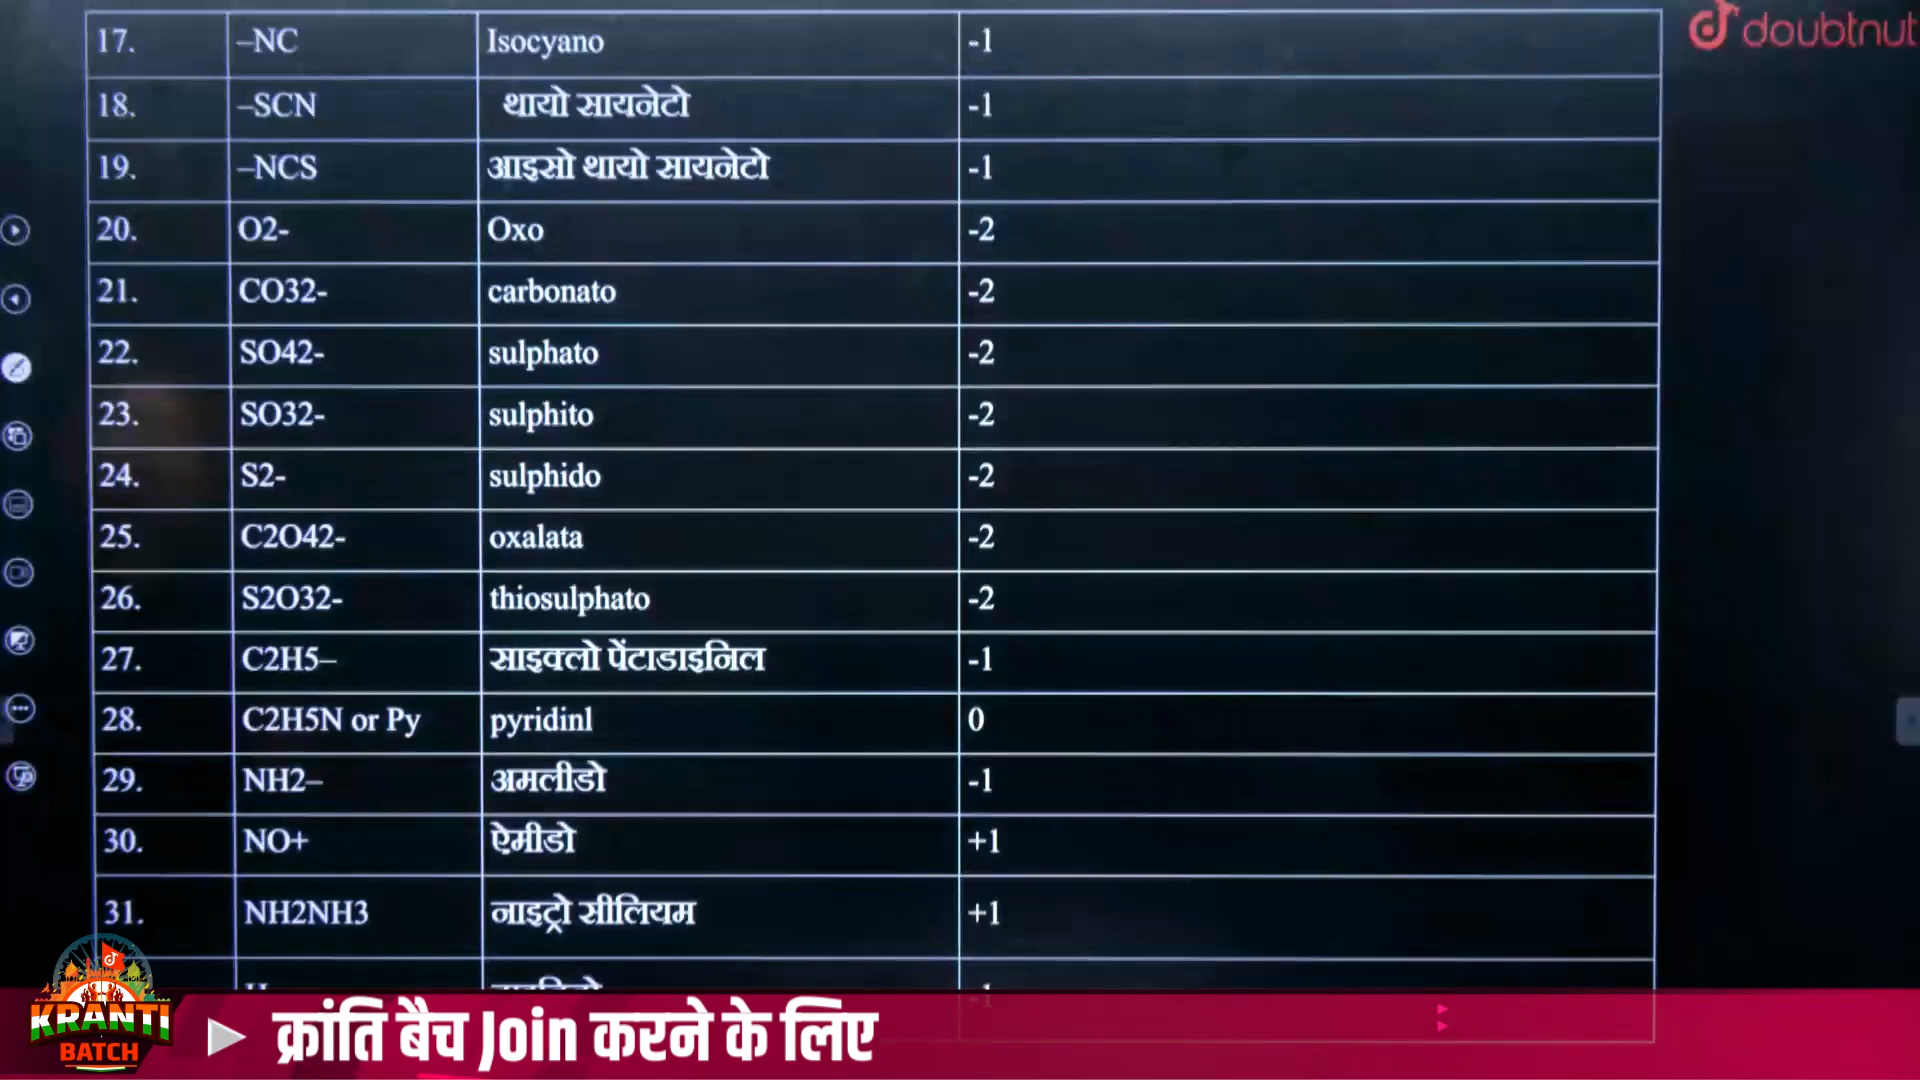 doubtnut
17. –NC Isocyano -1
18. –SCN थायो सायनेटो -1
19. –NCS आइसो थायो सायनेटो -1
20. O2- Oxo -2
21. CO32- carbonato -2
22. SO42- sulphato -2
23. SO32- sulphito -2
24. S2- sulphido -2
25. C2O42- oxalata -2
26. S2O32- thiosulphato -2
27. C2H5– साइक्लो पेंटाडाइनिल -1
28. C2H5N or Py pyridinl 0
29. NH2– अमलीडो -1
30. NO+ ऐमीडो +1
31. NH2NH3 नाइट्रो सीलियम +1
-1
KRANTI
BATCH
क्रांति बैच Join करने के लिए